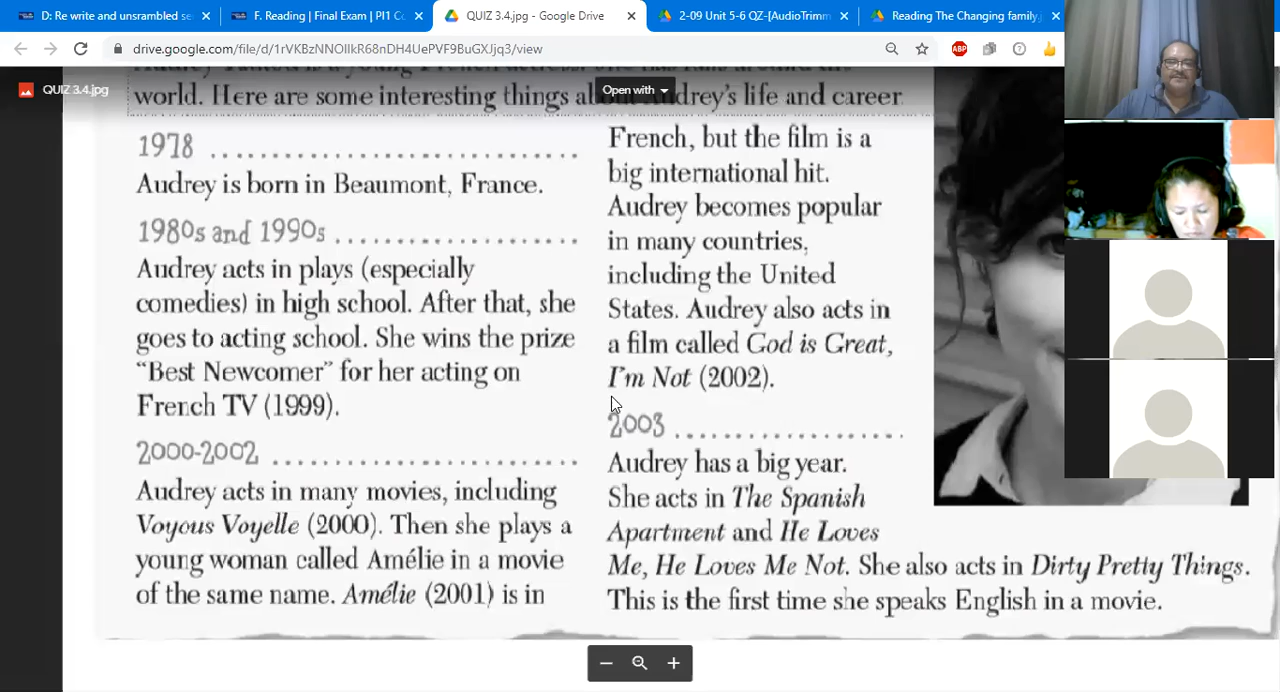 D: Re write and unscrambled se
F. Reading | Final Exam | PI1 C
QUIZ 3.4.jpg - Google Drive
2-09 Unit 5-6 QZ-[AudioTrimm
Reading The Changing family.
drive.google.com/file/d/1rVKBzNNOIlkR68nDH4UePVF9BuGXJjq3/view
ABP
QUIZ 3.4.jpg
Open with
world. Here are some interesting things about Audrey's life and career
1978
Audrey is born in Beaumont, France.
1980s and 1990s
Audrey acts in plays (especially
comedies) in high school. After that, she
goes to acting school. She wins the prize
“Best Newcomer” for her acting on
French TV (1999).
2000-2002
Audrey acts in many movies, including
Voyous Voyelle (2000). Then she plays a
young woman called Amélie in a movie
of the same name. Amélie (2001) is in
French, but the film is a
big international hit.
Audrey becomes popular
in many countries,
including the United
States. Audrey also acts in
a film called God is Great,
I'm Not (2002).
2003
Audrey has a big year.
She acts in The Spanish
Apartment and He Loves
Me, He Loves Me Not. She also acts in Dirty Pretty Things.
This is the first time she speaks English in a movie.